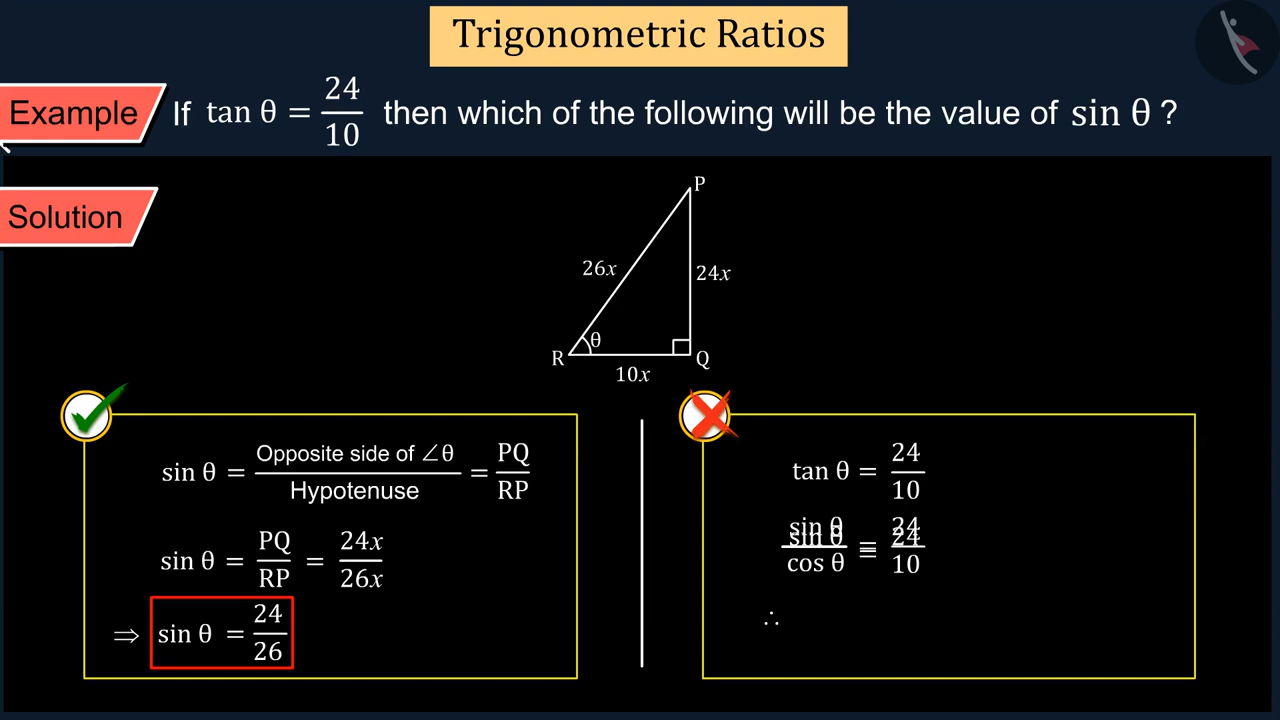 Trigonometric Ratios
Example If tan θ = 24/10 then which of the following will be the value of sin θ ?
Solution
P
26x
24x
θ
R
Q
10x
sin θ = Opposite side of ∠θ / Hypotenuse = PQ/RP
sin θ = PQ/RP = 24x/26x
⇒ sin θ = 24/26
tan θ = 24/10
sin θ/cos θ = 24/10
∴